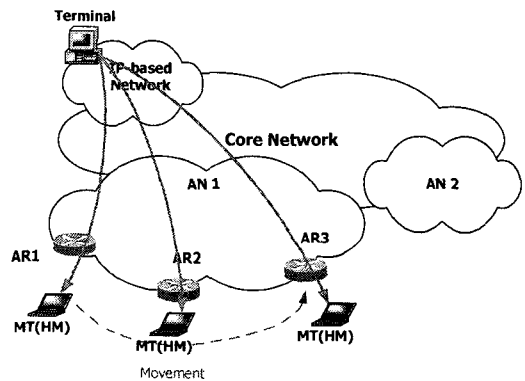 Terminal
IP-based
Network
Core Network
AN 1
AN 2
AR1
AR2
AR3
MT(HM)
MT(HM)
MT(HM)
Movement